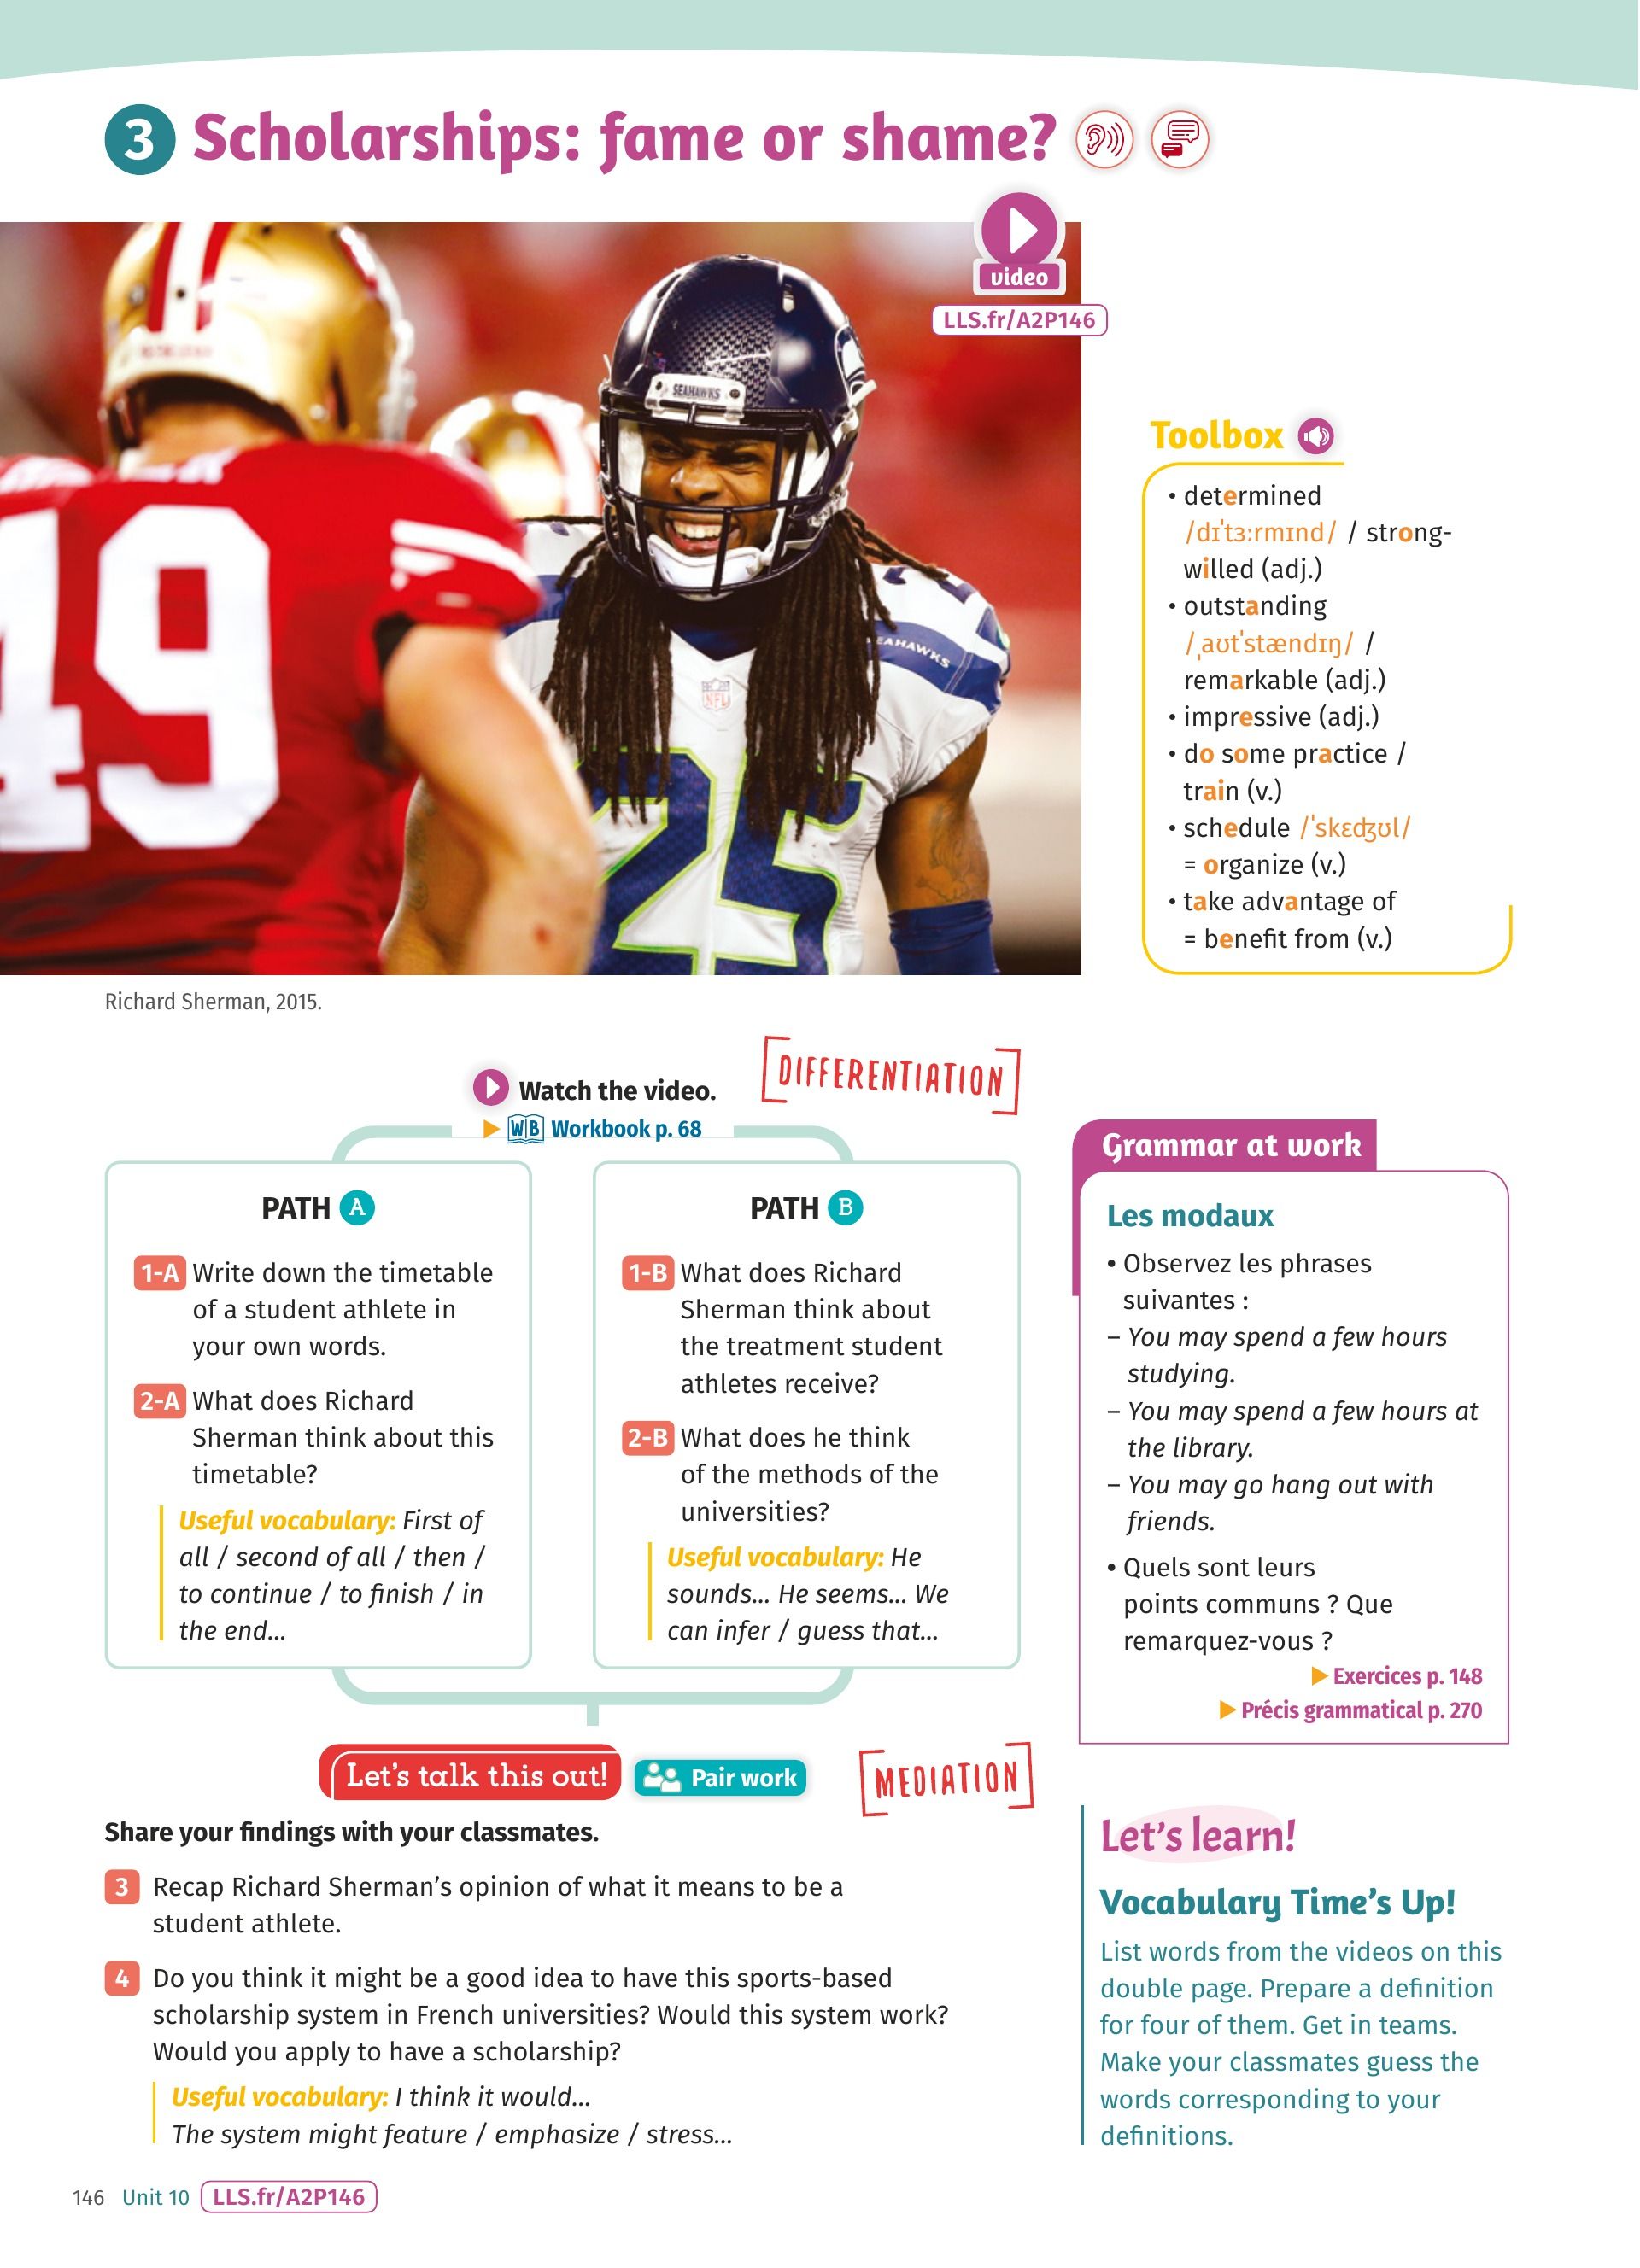 3 Scholarships: fame or shame?
video
LLS.fr/A2P146
SEAHAWKS
EAHAWKS
NFL
49
25
Richard Sherman, 2015.
Toolbox
• determined
/dɪˈtɜːrmɪnd/ / strong-
willed (adj.)
• outstanding
/ˌaʊtˈstændɪŋ/ /
remarkable (adj.)
• impressive (adj.)
• do some practice /
train (v.)
• schedule /ˈskɛʤʊl/
= organize (v.)
• take advantage of
= benefit from (v.)
Watch the video.
WB Workbook p. 68
DIFFERENTIATION
PATH A
1-A Write down the timetable
of a student athlete in
your own words.
2-A What does Richard
Sherman think about this
timetable?
Useful vocabulary: First of
all / second of all / then /
to continue / to finish / in
the end...
PATH B
1-B What does Richard
Sherman think about
the treatment student
athletes receive?
2-B What does he think
of the methods of the
universities?
Useful vocabulary: He
sounds... He seems... We
can infer / guess that...
Grammar at work
Les modaux
• Observez les phrases
suivantes :
– You may spend a few hours
studying.
– You may spend a few hours at
the library.
– You may go hang out with
friends.
• Quels sont leurs
points communs ? Que
remarquez-vous ?
Exercices p. 148
Précis grammatical p. 270
Let's talk this out!
Pair work
MEDIATION
Share your findings with your classmates.
3 Recap Richard Sherman's opinion of what it means to be a
student athlete.
4 Do you think it might be a good idea to have this sports-based
scholarship system in French universities? Would this system work?
Would you apply to have a scholarship?
Useful vocabulary: I think it would...
The system might feature / emphasize / stress...
Let's learn!
Vocabulary Time's Up!
List words from the videos on this
double page. Prepare a definition
for four of them. Get in teams.
Make your classmates guess the
words corresponding to your
definitions.
146 Unit 10 LLS.fr/A2P146